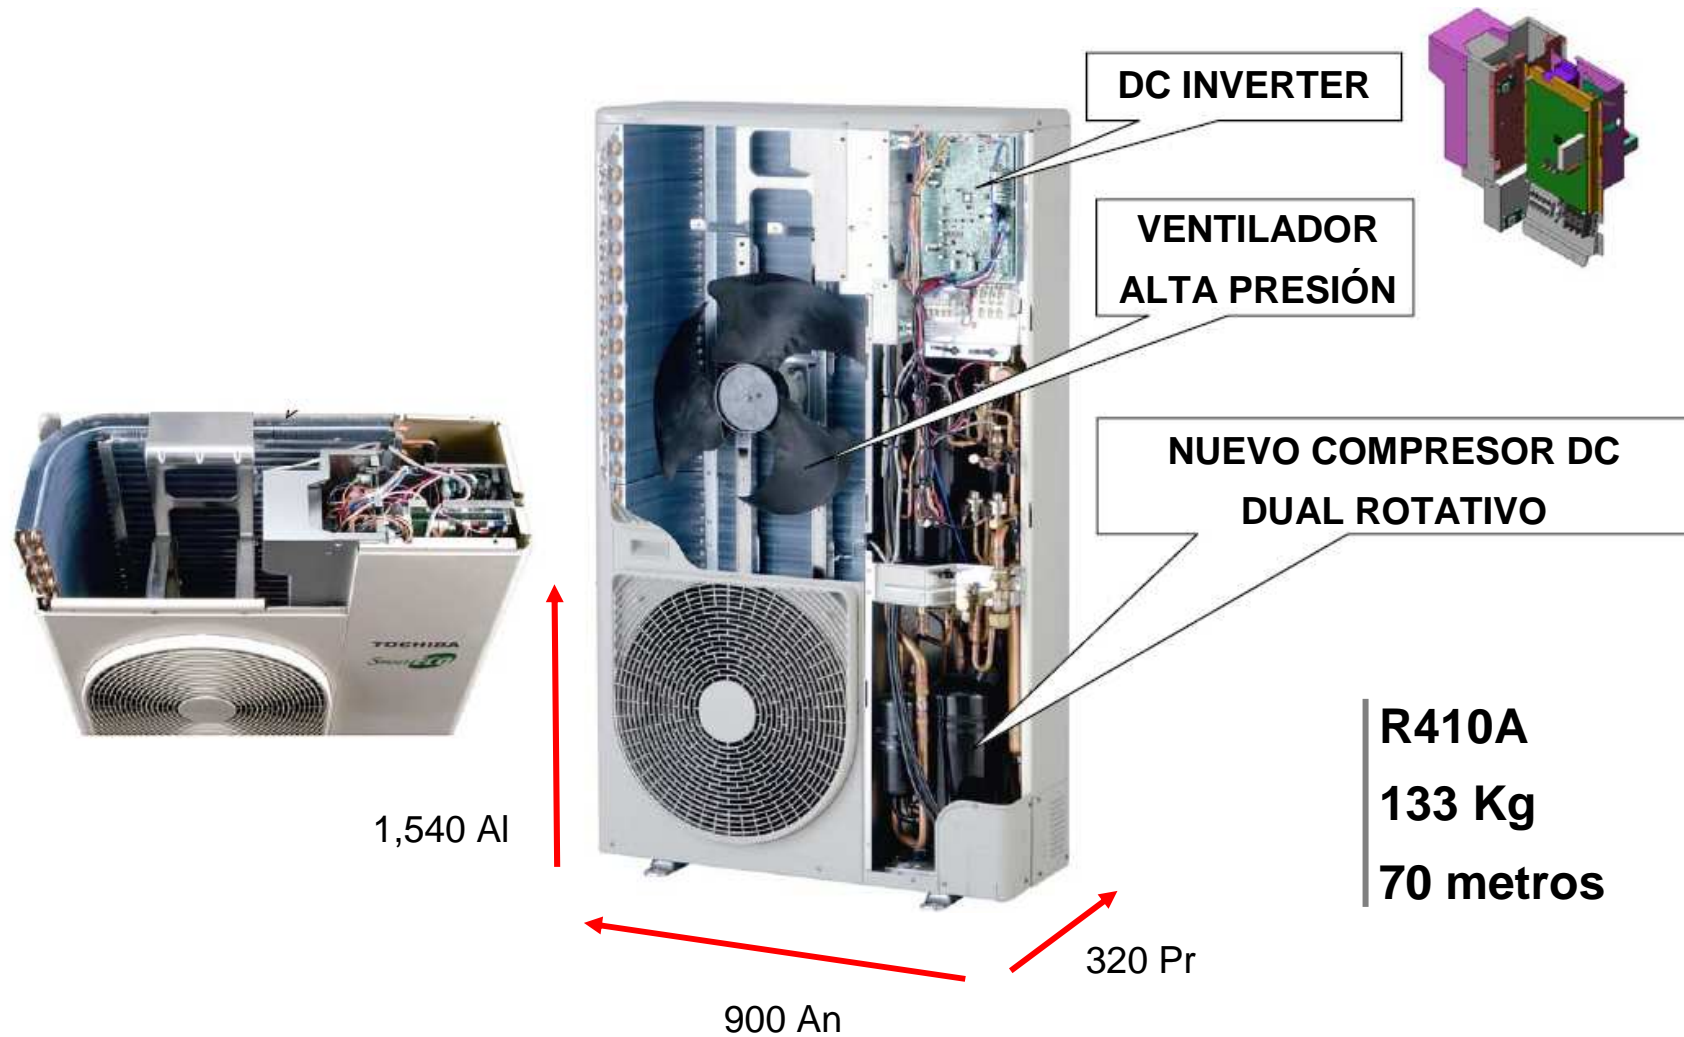 DC INVERTER
VENTILADOR
ALTA PRESIÓN
NUEVO COMPRESOR DC
DUAL ROTATIVO
TOSHIBA
R410A
133 Kg
70 metros
1,540 Al
320 Pr
900 An